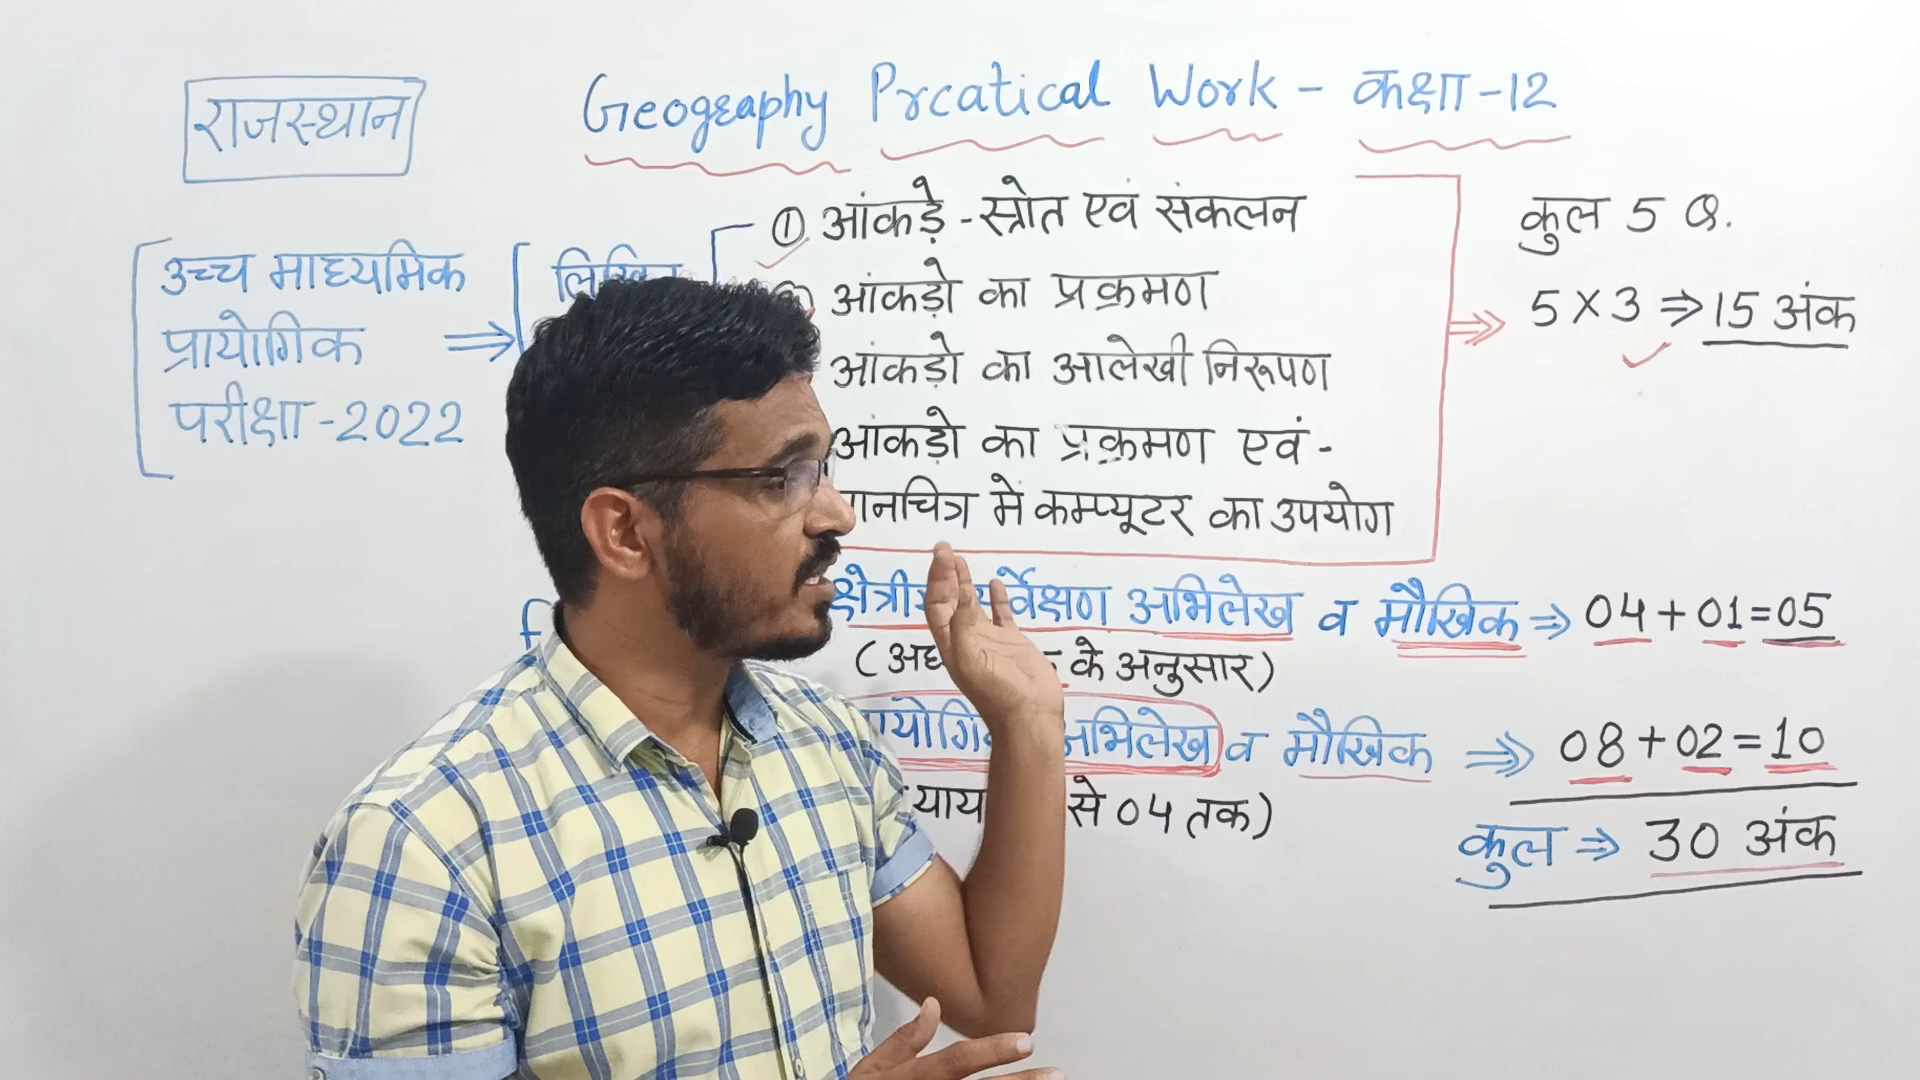 राजस्थान
Geography Prcatical Work - कक्षा -12
उच्च माध्यमिक
प्रायोगिक
परीक्षा -2022
① आंकड़े - स्त्रोत एवं संकलन
आंकड़ो का प्रक्रमण
आंकड़ो का आलेखी निरूपण
आंकड़ो का प्रक्रमण एवं -
में कम्प्यूटर का उपयोग
कुल 5 Q.
5 X 3 ⇒ 15 अंक
अभिलेख व मौखिक ⇒ 04 + 01 = 05
के अनुसार)
अभिलेख व मौखिक ⇒ 08 + 02 = 10
से 04 तक)
कुल ⇒ 30 अंक